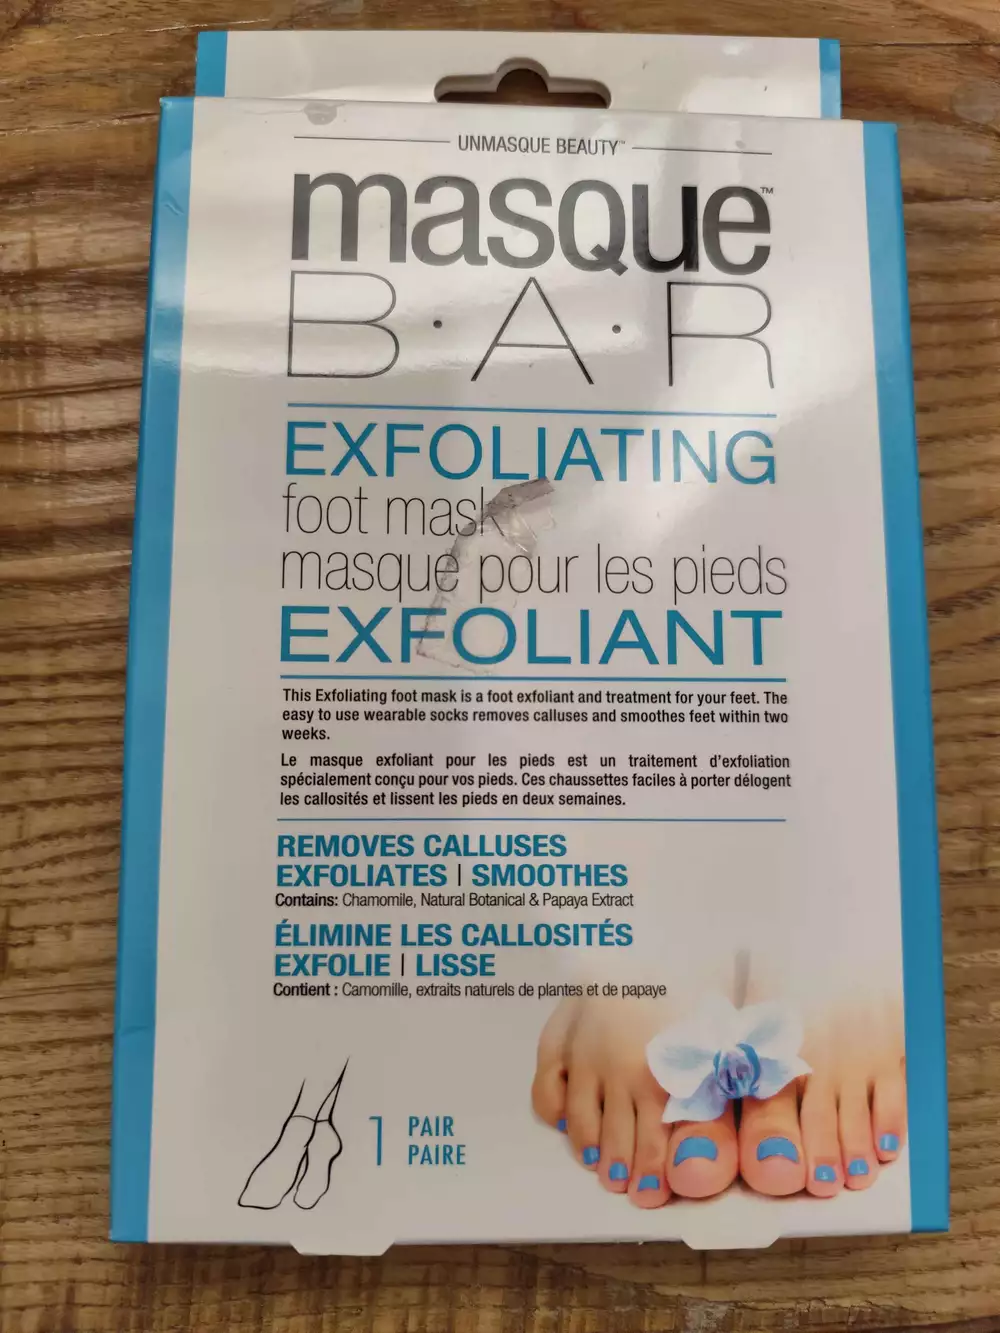 UNMASQUE BEAUTY™
masque™
B·A·R
EXFOLIATING
foot mask
masque pour les pieds
EXFOLIANT
This Exfoliating foot mask is a foot exfoliant and treatment for your feet. The
easy to use wearable socks removes calluses and smoothes feet within two
weeks.
Le masque exfoliant pour les pieds est un traitement d'exfoliation
spécialement conçu pour vos pieds. Ces chaussettes faciles à porter délogent
les callosités et lissent les pieds en deux semaines.
REMOVES CALLUSES
EXFOLIATES | SMOOTHES
Contains: Chamomile, Natural Botanical & Papaya Extract
ÉLIMINE LES CALLOSITÉS
EXFOLIE | LISSE
Contient : Camomille, extraits naturels de plantes et de papaye
1 PAIR
PAIRE